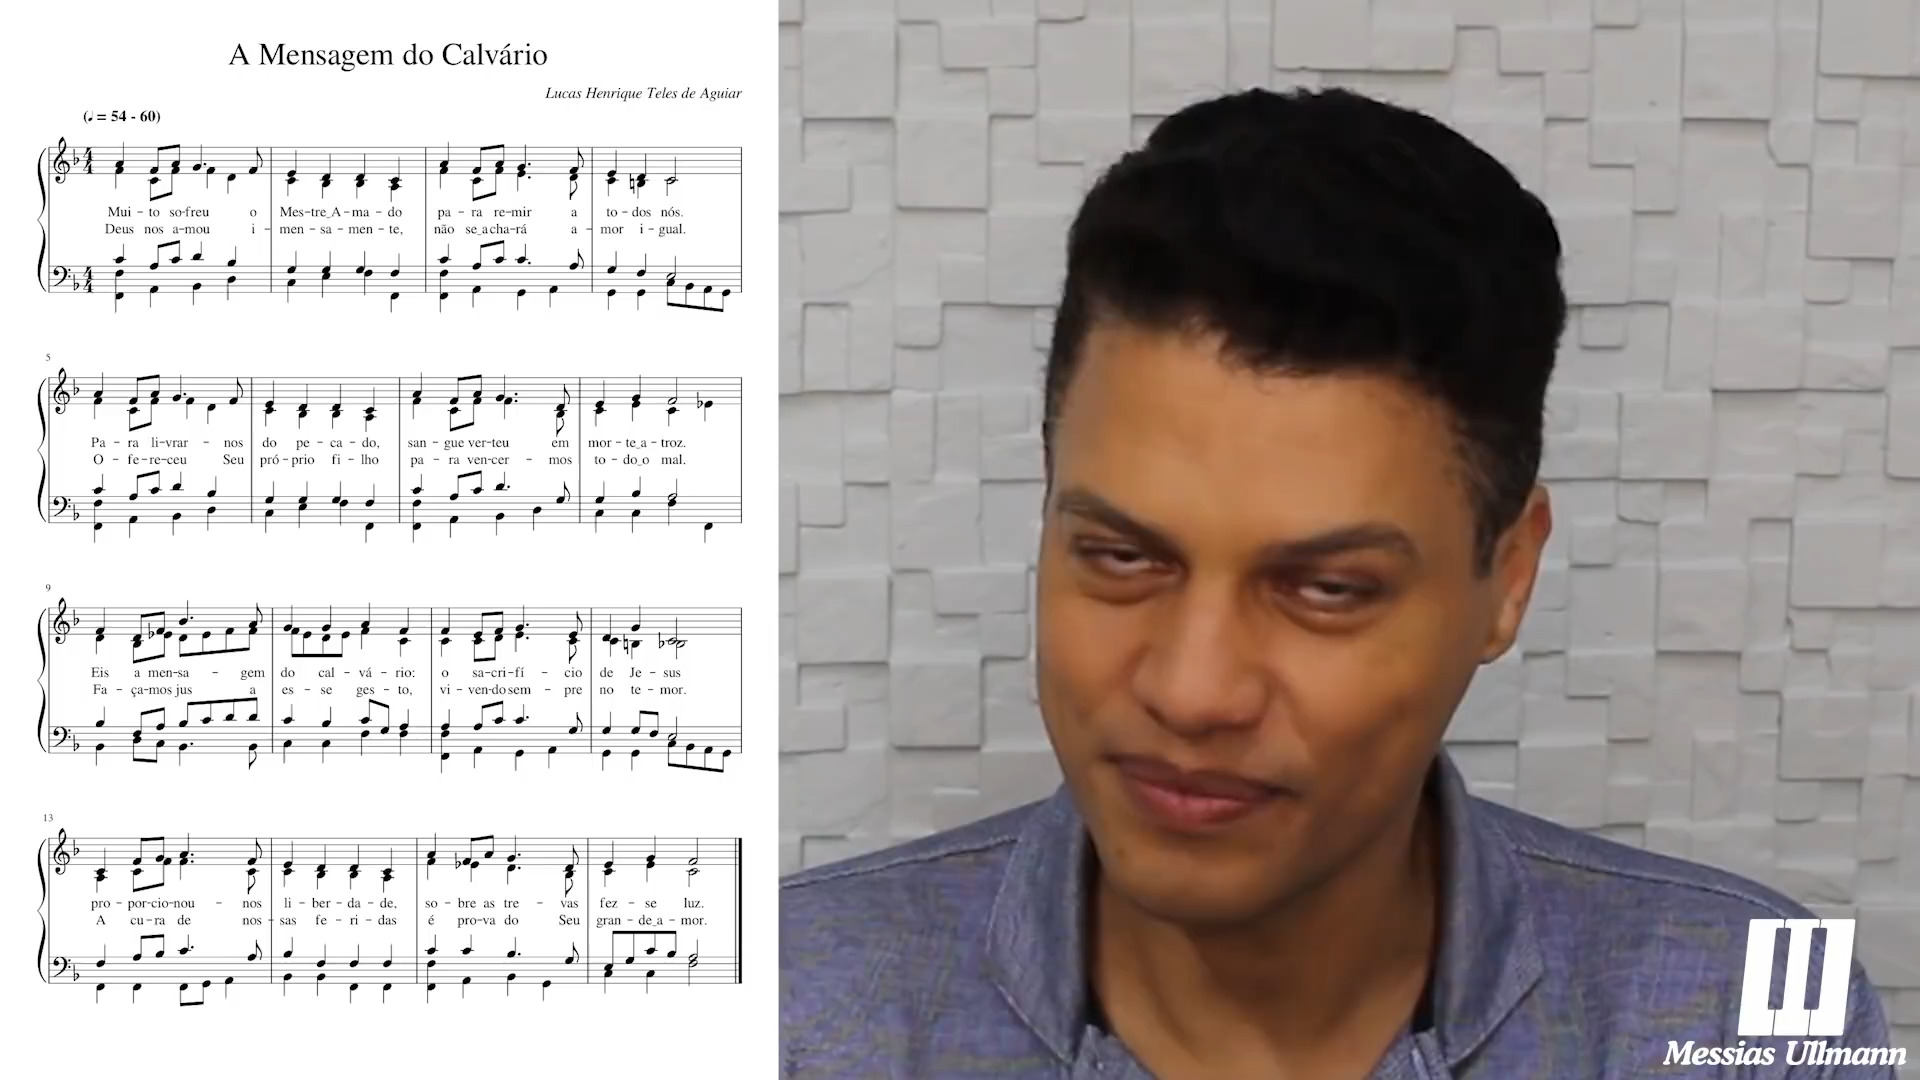 A Mensagem do Calvário
Lucas Henrique Teles de Aguiar
(♩ = 54 - 60)
Mui - to so-freu o Mes-tre_A-ma - do pa - ra re-mir a to - dos nós.
Deus nos a-mou i - men - sa - men - te, não se_acha-rá a - mor i - gual.
5
Pa - ra li-vrar - nos do pe - ca - do, san - gue ver-teu em mor - te_a - troz.
O - fe-re-ceu Seu pró - prio fi - lho pa - ra ven-cer - mos to - do_o mal.
9
Eis a men-sa - gem do cal - vá - rio: o sa-cri-fí - cio de Je - sus
Fa - ça-mos jus a es - se ges - to, vi - ven-do sem - pre no te - mor.
13
pro - por-cio-nou - nos li - ber - da - de, so - bre as tre - vas fez - se luz.
A cu-ra de nos - sas fe - ri - das é pro-va do Seu gran - de_a - mor.
Messias Ullmann